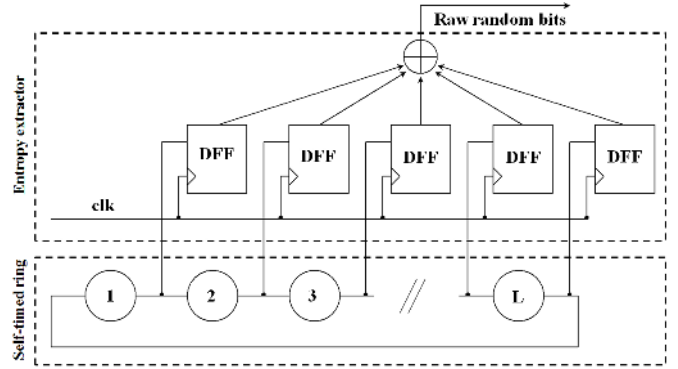 Raw random bits
Entropy extractor
DFF
DFF
DFF
DFF
DFF
clk
Self-timed ring
1
2
3
//
L